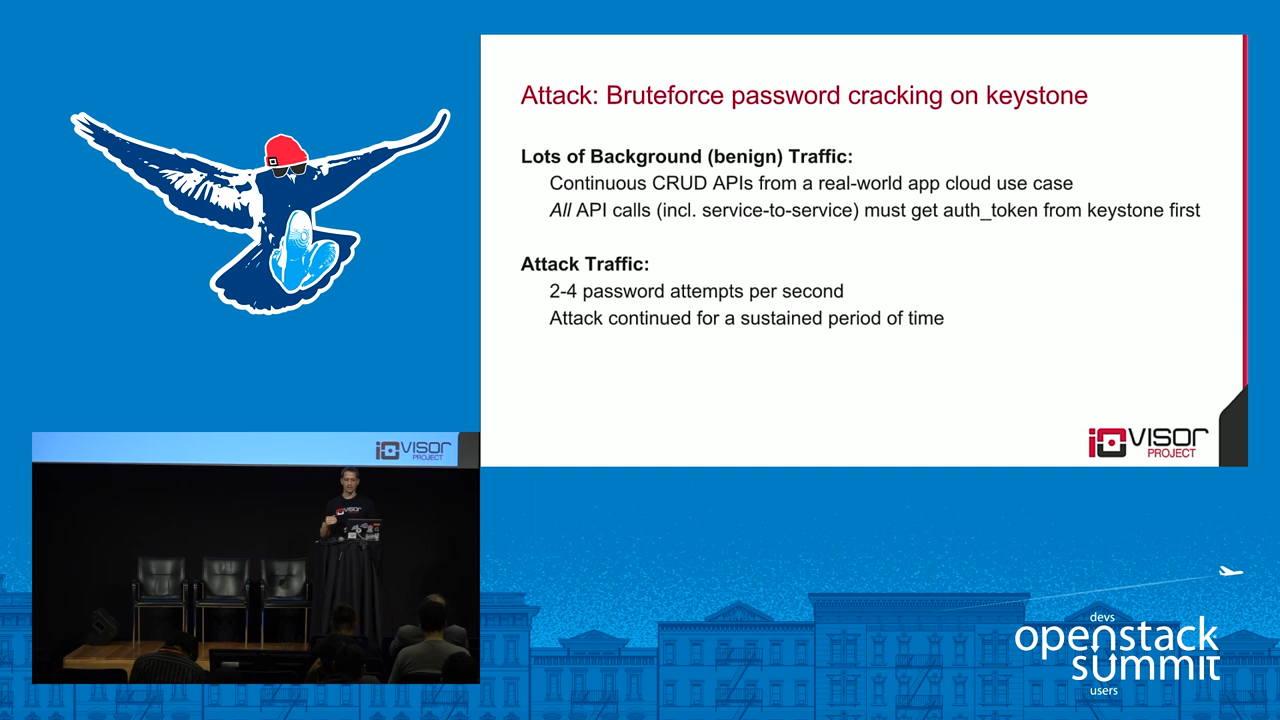 Attack: Bruteforce password cracking on keystone
Lots of Background (benign) Traffic:
Continuous CRUD APIs from a real-world app cloud use case
All API calls (incl. service-to-service) must get auth_token from keystone first
Attack Traffic:
2-4 password attempts per second
Attack continued for a sustained period of time
iO VISOR
PROJECT
iO VISOR
PROJECT
iO VISOR
devs
openstack
summit
users